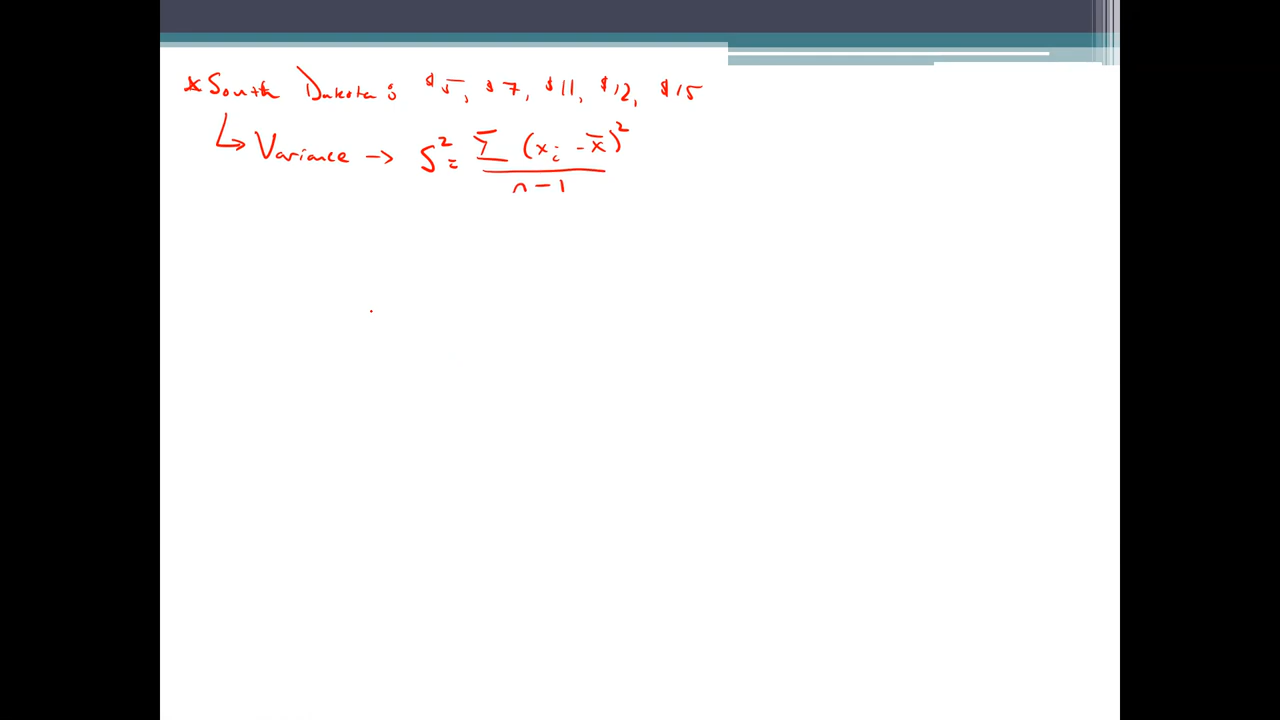 *South Dakota: $5, $7, $11, $12, $15
↳ Variance → S² = Σ (xᵢ - x̄)² / n-1